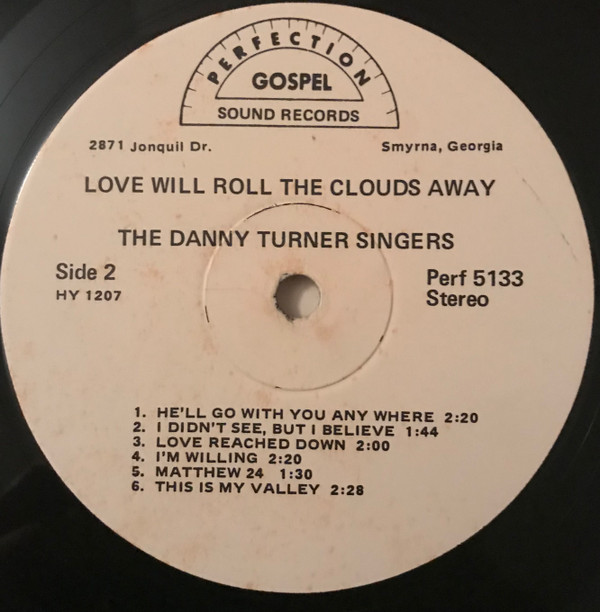 PERFECTION
GOSPEL
SOUND RECORDS
2871 Jonquil Dr. Smyrna, Georgia
LOVE WILL ROLL THE CLOUDS AWAY
THE DANNY TURNER SINGERS
Side 2 Perf 5133
HY 1207 Stereo
1. HE'LL GO WITH YOU ANY WHERE 2:20
2. I DIDN'T SEE, BUT I BELIEVE 1:44
3. LOVE REACHED DOWN 2:00
4. I'M WILLING 2:20
5. MATTHEW 24 1:30
6. THIS IS MY VALLEY 2:28